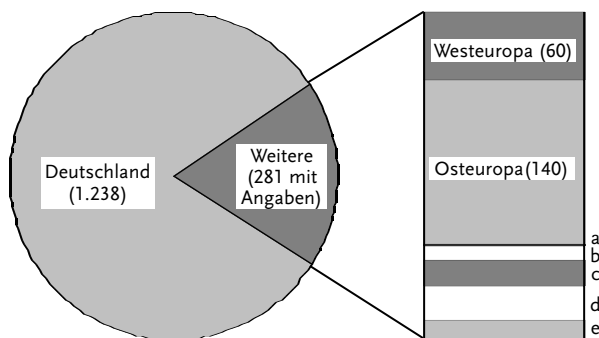 Deutschland
(1.238)
Weitere
(281 mit
Angaben)
Westeuropa (60)
Osteuropa (140)
a
b
c
d
e